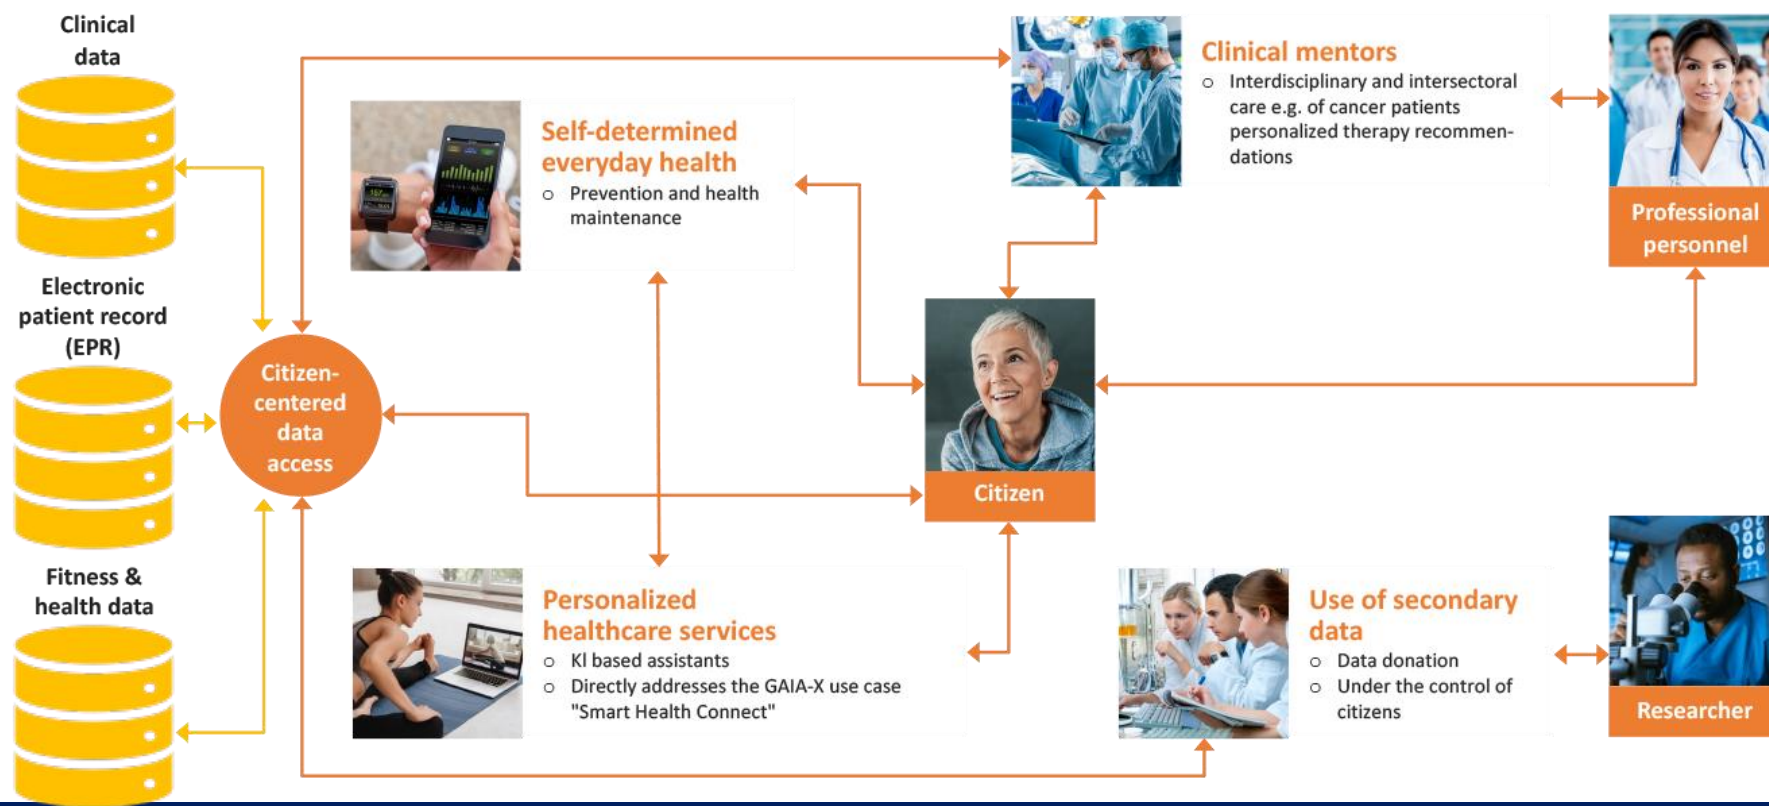 Clinical
data
Electronic
patient record
(EPR)
Fitness &
health data
Citizen-
centered
data
access
Self-determined
everyday health
o Prevention and health
maintenance
Personalized
healthcare services
o KI based assistants
o Directly addresses the GAIA-X use case
"Smart Health Connect"
Citizen
Clinical mentors
o Interdisciplinary and intersectoral
care e.g. of cancer patients
personalized therapy recommen-
dations
Professional
personnel
Use of secondary
data
o Data donation
o Under the control of
citizens
Researcher